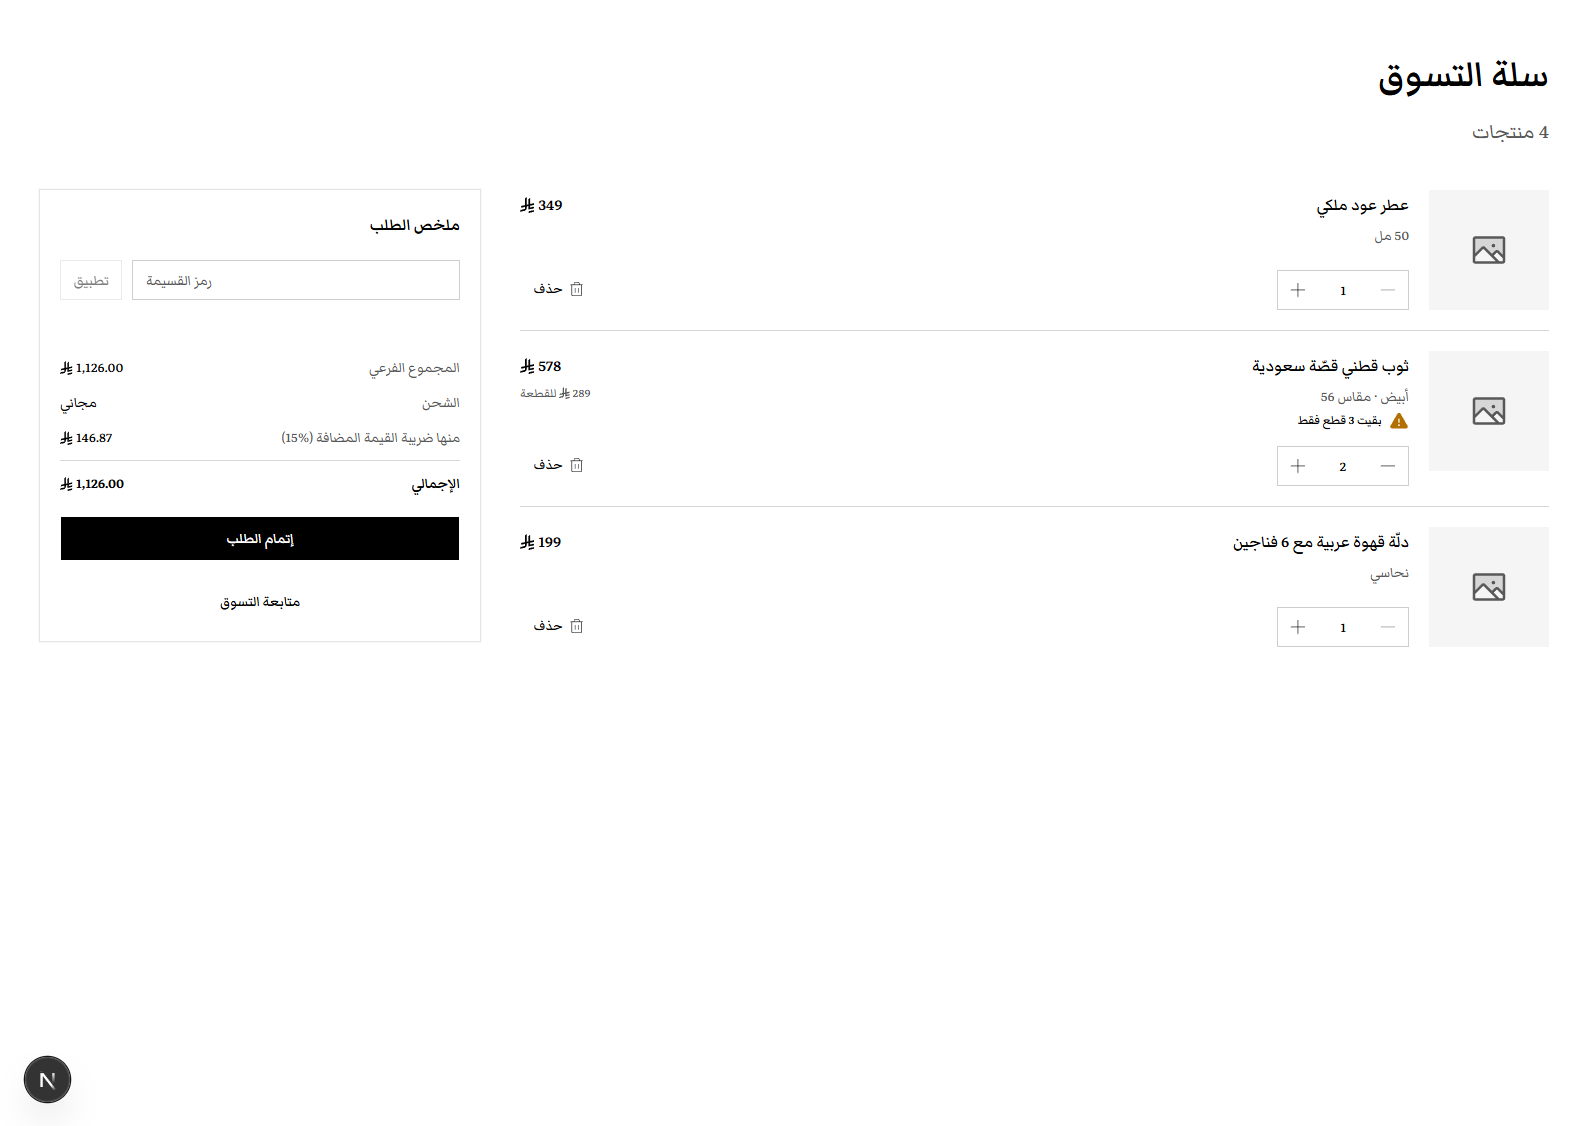 سلة التسوق
4 منتجات
عطر عود ملكي
349 ⃁
50 مل
1
حذف
ثوب قطني قصّة سعودية
578 ⃁
289 ⃁ للقطعة
أبيض · مقاس 56
بقيت 3 قطع فقط
2
حذف
دلّة قهوة عربية مع 6 فناجين
199 ⃁
نحاسي
1
حذف
ملخص الطلب
رمز القسيمة
تطبيق
المجموع الفرعي
1,126.00 ⃁
الشحن
مجاني
منها ضريبة القيمة المضافة (15%)
146.87 ⃁
الإجمالي
1,126.00 ⃁
إتمام الطلب
متابعة التسوق
N